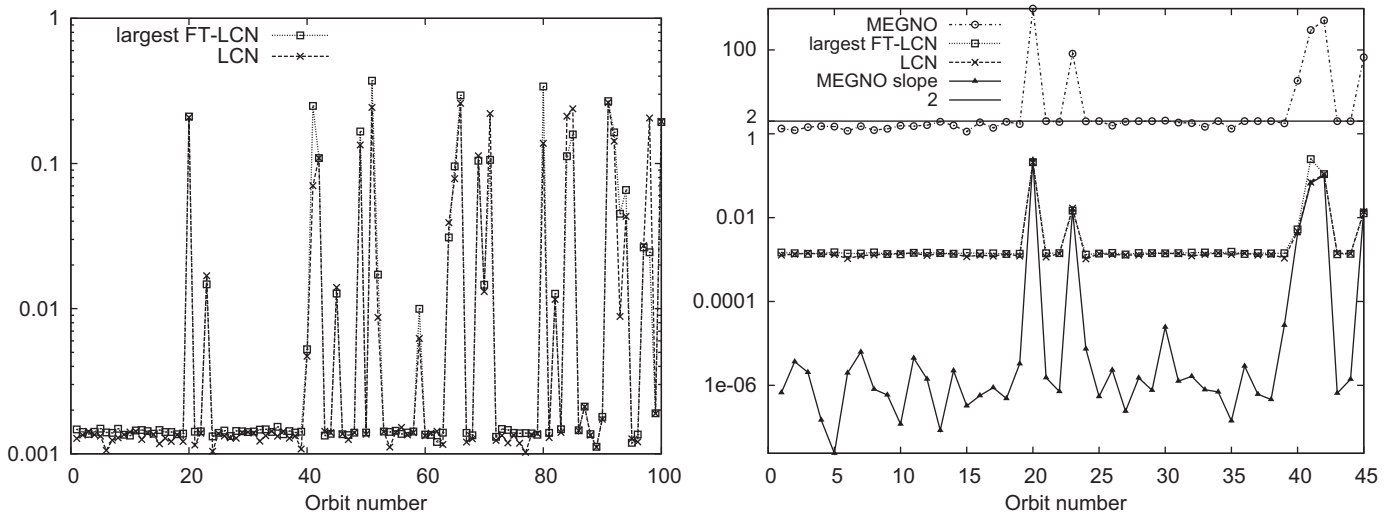 1
0.1
0.01
0.001
largest FT-LCN
LCN
0 20 40 60 80 100
Orbit number
100
2
1
0.01
0.0001
1e-06
MEGNO
largest FT-LCN
LCN
MEGNO slope
2
0 5 10 15 20 25 30 35 40 45
Orbit number